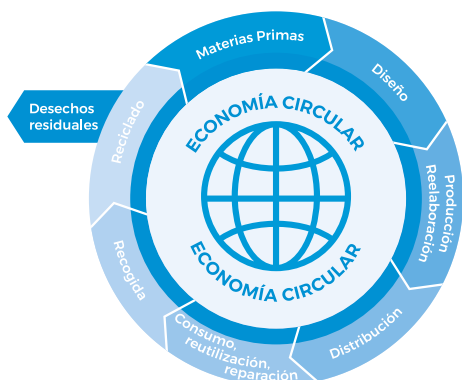 Materias Primas
Diseño
Producción
Reelaboración
Distribución
Consumo,
reutilización,
reparación
Recogida
Reciclado
Desechos
residuales
ECONOMÍA CIRCULAR
ECONOMÍA CIRCULAR